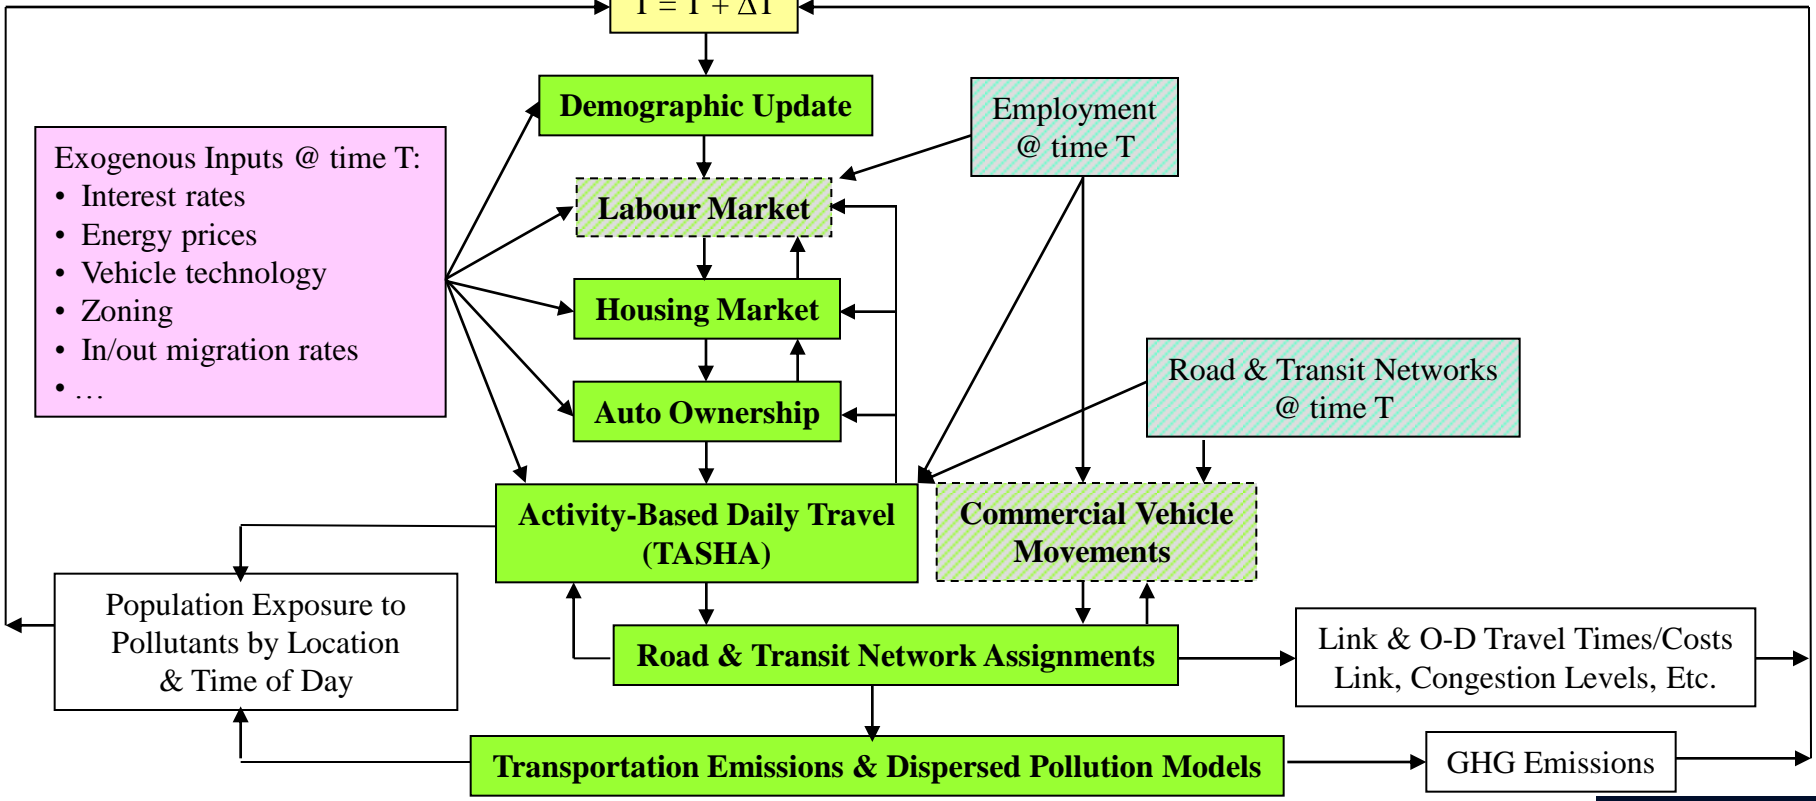 T = T + ΔT
Demographic Update
Employment
@ time T
Exogenous Inputs @ time T:
• Interest rates
• Energy prices
• Vehicle technology
• Zoning
• In/out migration rates
• …
Labour Market
Housing Market
Road & Transit Networks
@ time T
Auto Ownership
Activity-Based Daily Travel
(TASHA)
Commercial Vehicle
Movements
Population Exposure to
Pollutants by Location
& Time of Day
Road & Transit Network Assignments
Link & O-D Travel Times/Costs
Link, Congestion Levels, Etc.
Transportation Emissions & Dispersed Pollution Models
GHG Emissions